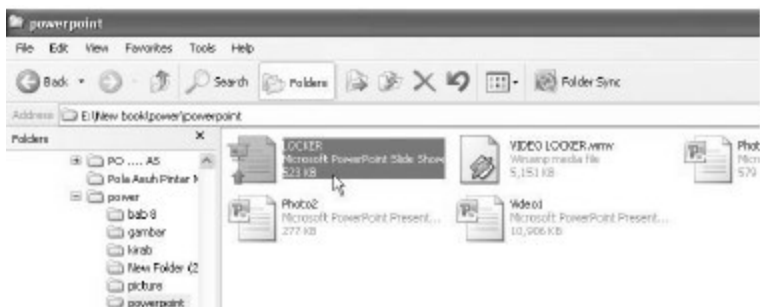 powerpoint
File Edit View Favorites Tools Help
Back Search Folders Folder Sync
Address E:\New book\power\powerpoint
Folders
PO .... AS
Pola Asuh Pintar
power
bab 8
gambar
kirab
New Folder (2
picture
powerpoint
LOCKER
Microsoft PowerPoint Slide Show
523 KB
VIDEO LOCKER.wmv
Winamp media file
5,151 KB
Phot
Micro
579
Photo2
Microsoft PowerPoint Present...
277 KB
Video1
Microsoft PowerPoint Present...
10,906 KB